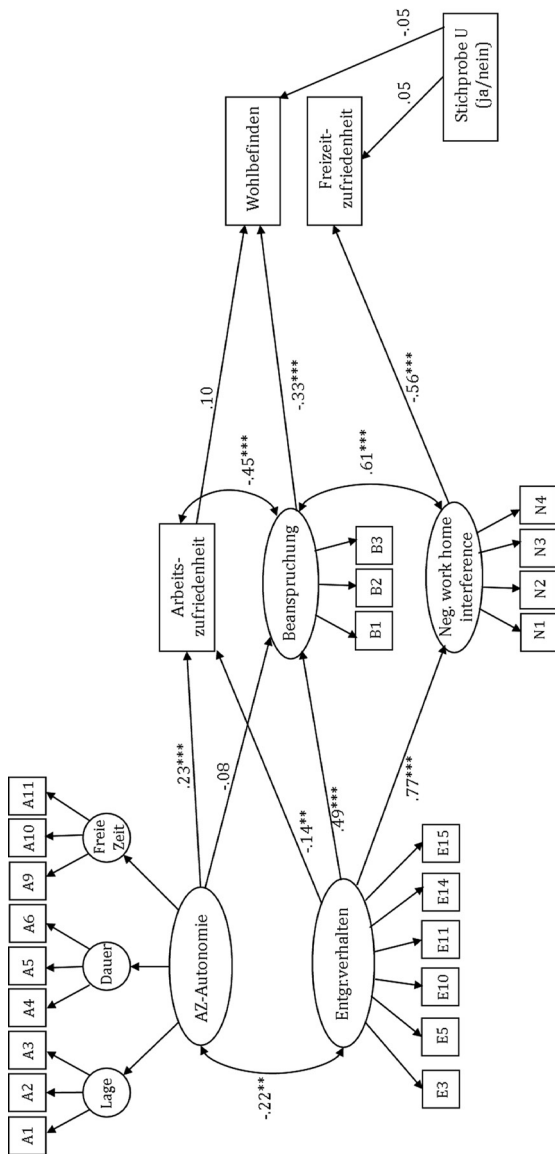 A1
A2
A3
A4
A5
A6
A9
A10
A11
Lage
Dauer
Freie
Zeit
AZ-Autonomie
-.22**
Entgr.verhalten
E3
E5
E10
E11
E14
E15
.23***
-.08
-.14**
.49***
.77***
Arbeits-
zufriedenheit
-.45***
Beanspruchung
B1
B2
B3
.61***
Neg. work home
interference
N1
N2
N3
N4
.10
-.33***
-.56***
Wohlbefinden
Freizeit-
zufriedenheit
-.05
.05
Stichprobe U
(ja/nein)